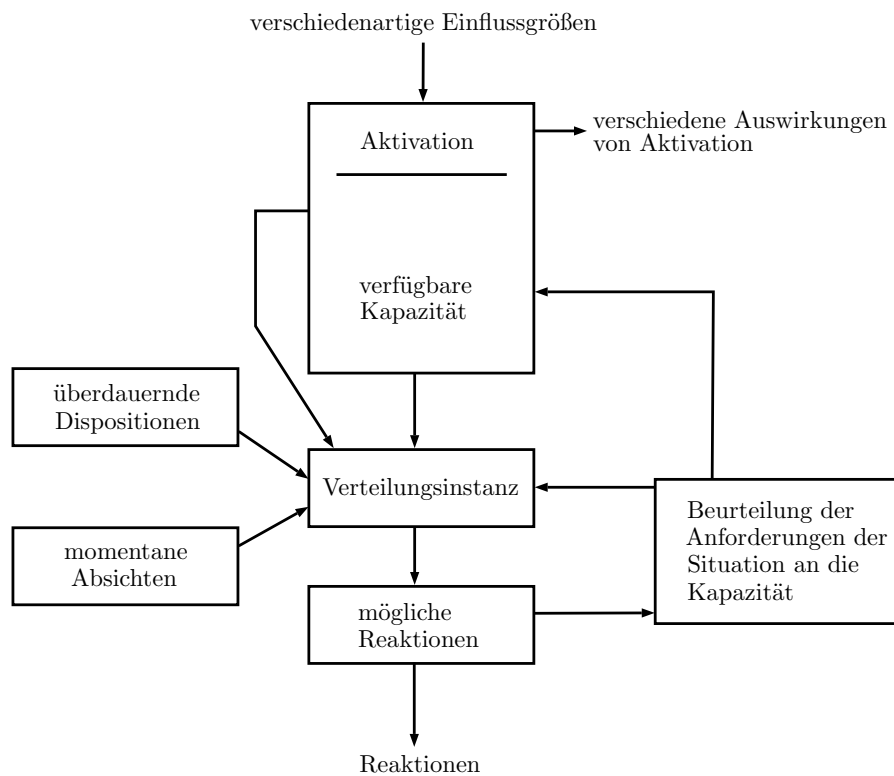 verschiedenartige Einflussgrößen
Aktivation
verschiedene Auswirkungen
von Aktivation
verfügbare
Kapazität
überdauernde
Dispositionen
Verteilungsinstanz
momentane
Absichten
Beurteilung der
Anforderungen der
Situation an die
Kapazität
mögliche
Reaktionen
Reaktionen